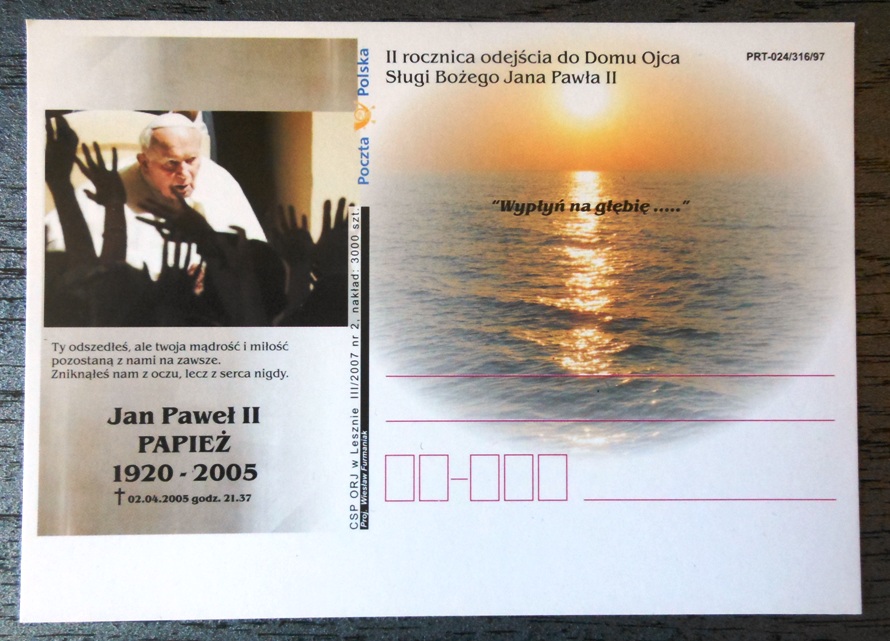 II rocznica odejścia do Domu Ojca
Sługi Bożego Jana Pawła II
PRT-024/316/97
"Wypłyń na głębię ....."
Poczta Polska
CSP ORJ w Lesznie III/2007 nr 2, nakład: 3000 szt.
Proj. Wiesław Furmaniak
Ty odszedłeś, ale twoja mądrość i miłość
pozostaną z nami na zawsze.
Zniknąłeś nam z oczu, lecz z serca nigdy.
Jan Paweł II
PAPIEŻ
1920 - 2005
† 02.04.2005 godz. 21.37